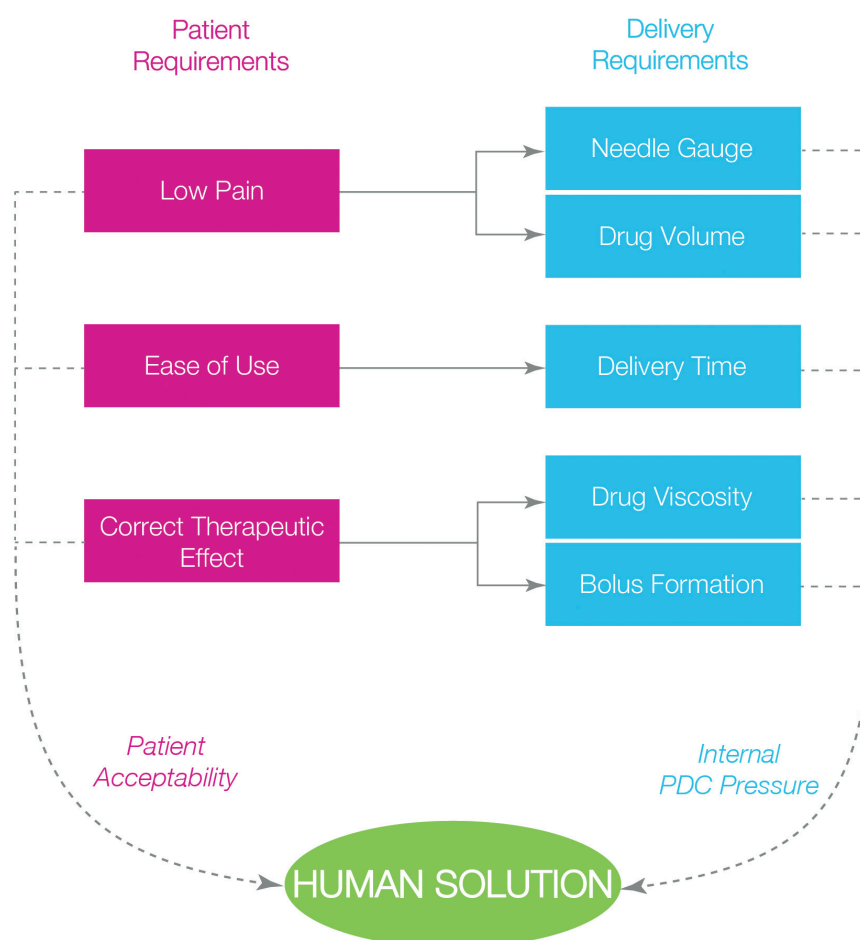 Patient
Requirements
Delivery
Requirements
Low Pain
Needle Gauge
Drug Volume
Ease of Use
Delivery Time
Correct Therapeutic
Effect
Drug Viscosity
Bolus Formation
Patient
Acceptability
Internal
PDC Pressure
HUMAN SOLUTION